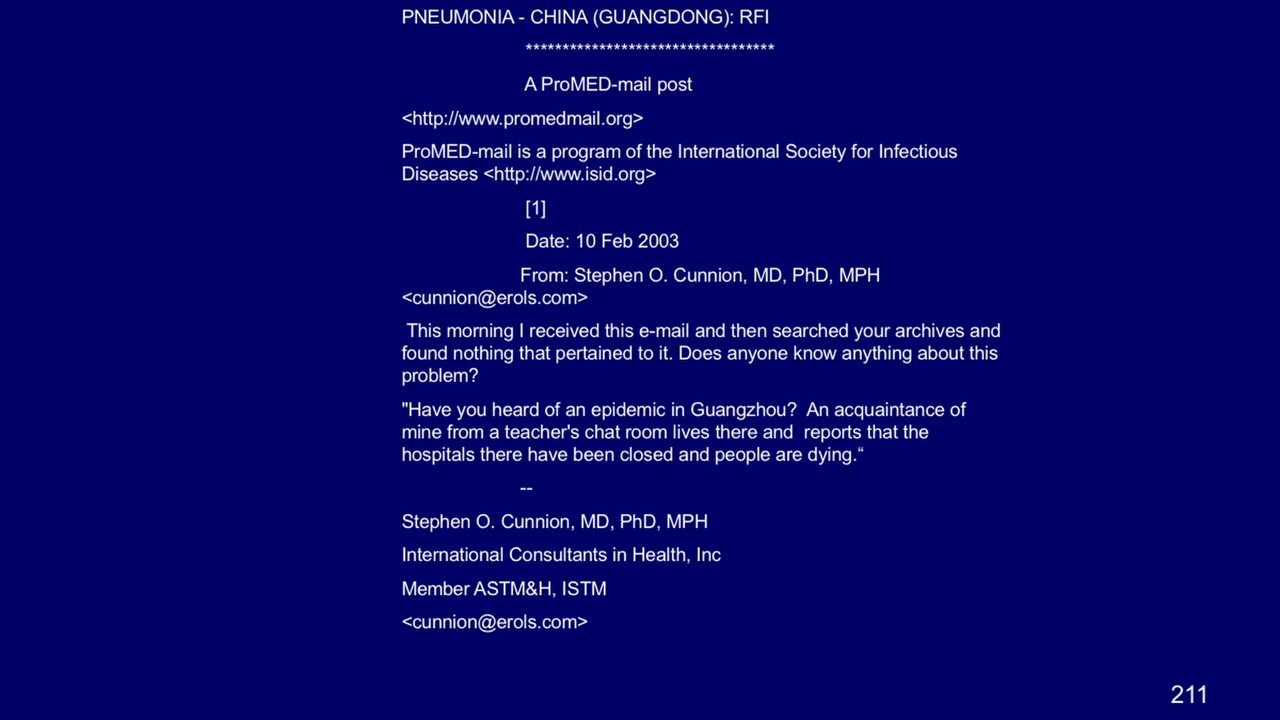 PNEUMONIA - CHINA (GUANGDONG): RFI
**********************************
A ProMED-mail post
<http://www.promedmail.org>
ProMED-mail is a program of the International Society for Infectious
Diseases <http://www.isid.org>
[1]
Date: 10 Feb 2003
From: Stephen O. Cunnion, MD, PhD, MPH
<cunnion@erols.com>
This morning I received this e-mail and then searched your archives and
found nothing that pertained to it. Does anyone know anything about this
problem?
"Have you heard of an epidemic in Guangzhou?  An acquaintance of
mine from a teacher's chat room lives there and  reports that the
hospitals there have been closed and people are dying.“
--
Stephen O. Cunnion, MD, PhD, MPH
International Consultants in Health, Inc
Member ASTM&H, ISTM
<cunnion@erols.com>
211